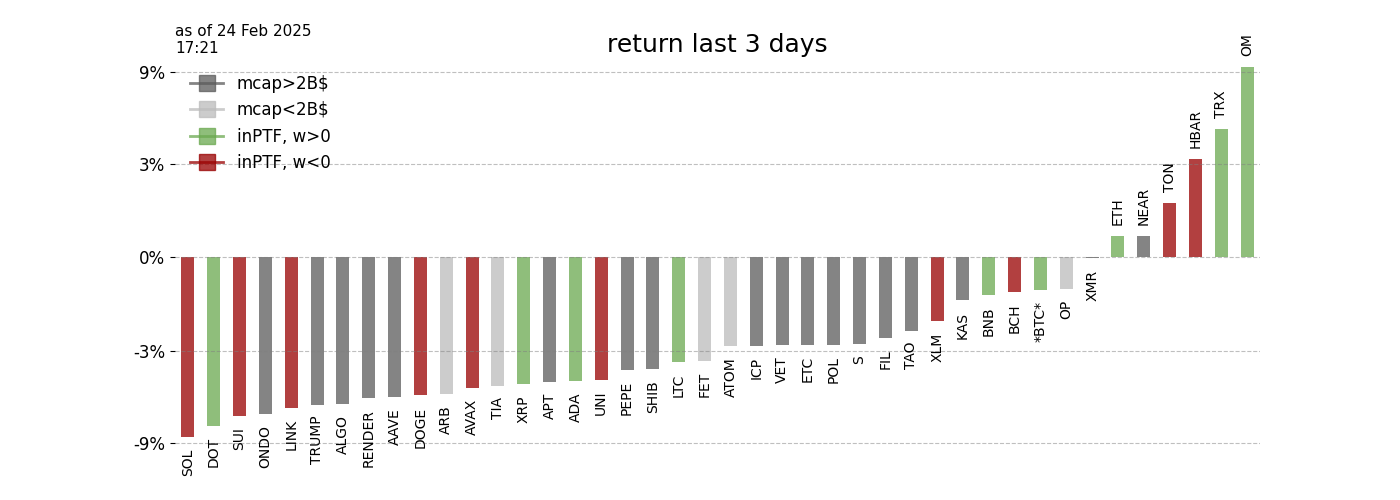 as of 24 Feb 2025
17:21
return last 3 days
mcap>2B$
mcap<2B$
inPTF, w>0
inPTF, w<0
9%
3%
0%
-3%
-9%
SOL
DOT
SUI
ONDO
LINK
TRUMP
ALGO
RENDER
AAVE
DOGE
ARB
AVAX
TIA
XRP
APT
ADA
UNI
PEPE
SHIB
LTC
FET
ATOM
ICP
VET
ETC
POL
S
FIL
TAO
XLM
KAS
BNB
BCH
*BTC*
OP
XMR
ETH
NEAR
TON
HBAR
TRX
OM